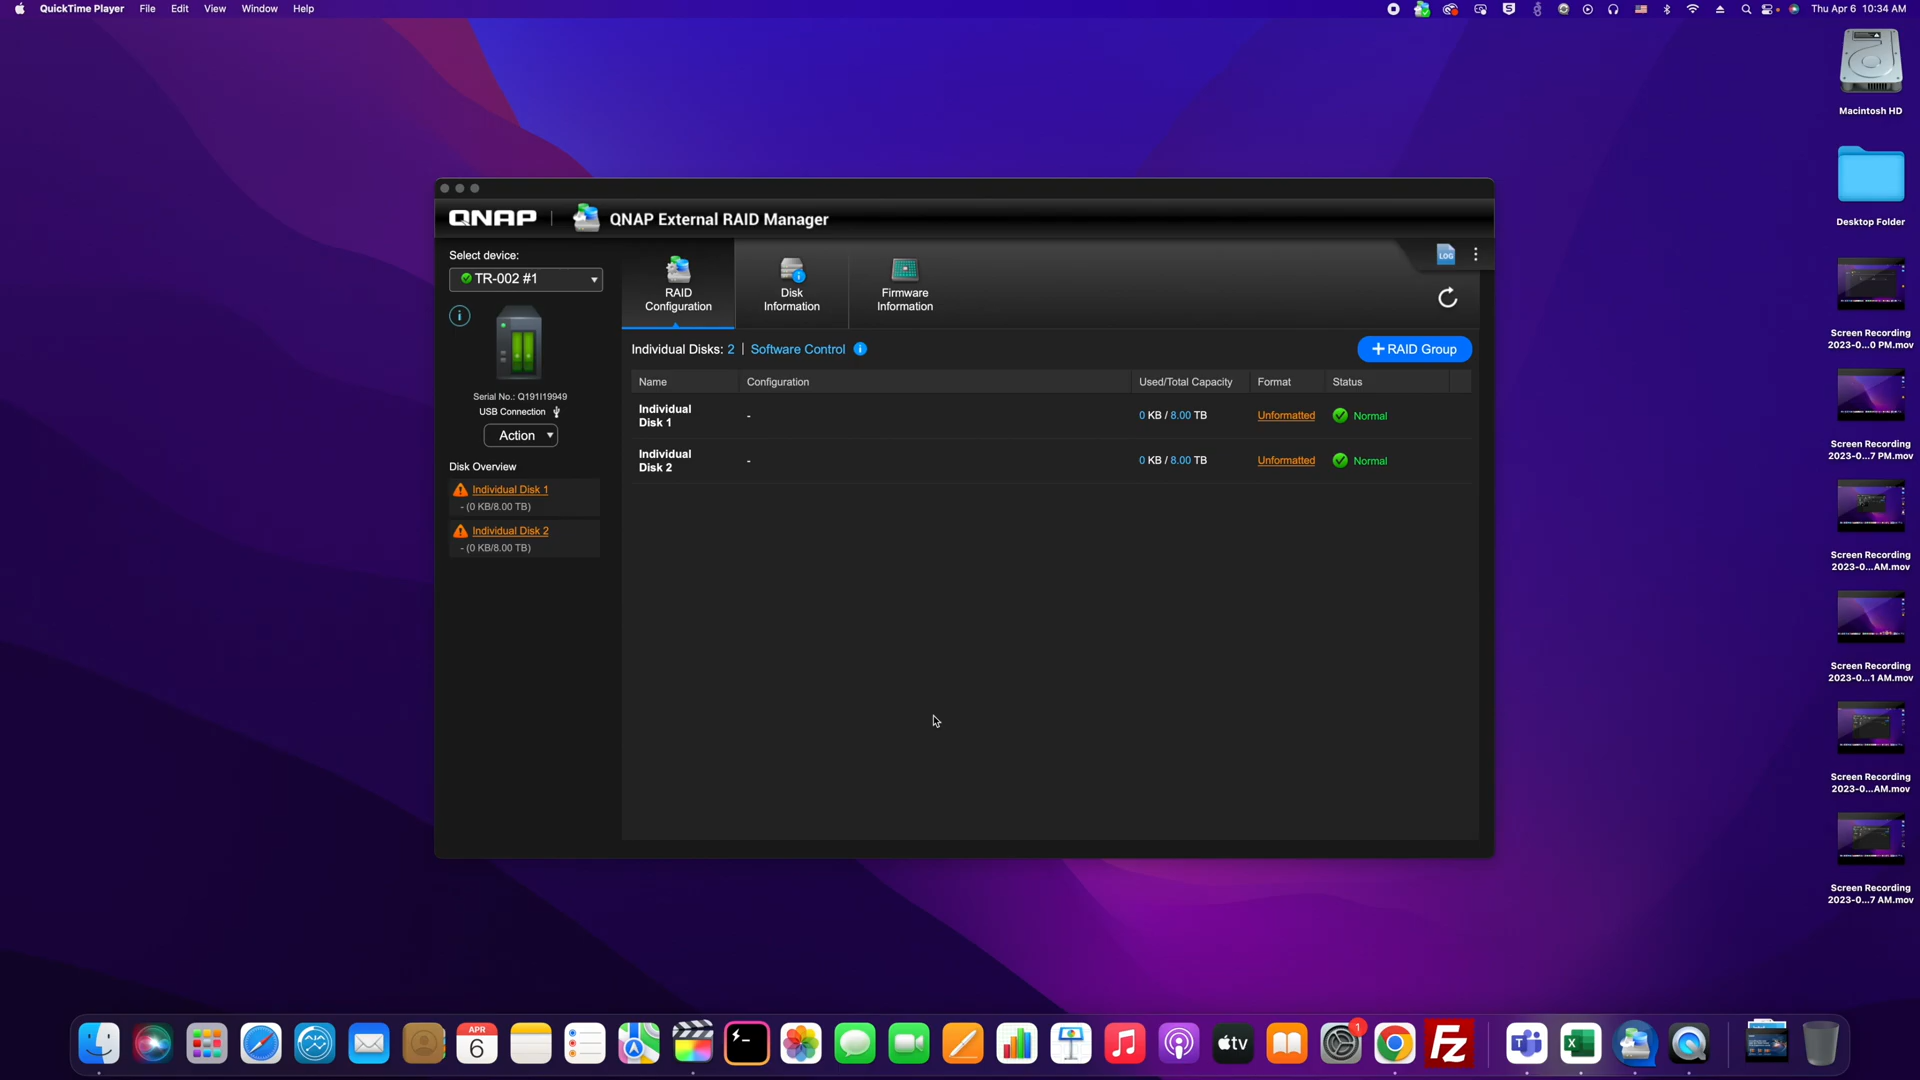 QuickTime Player File Edit View Window Help
Thu Apr 6 10:34 AM
Macintosh HD
Desktop Folder
Screen Recording
2023-0...0 PM.mov
Screen Recording
2023-0...7 PM.mov
Screen Recording
2023-0...AM.mov
Screen Recording
2023-0...1 AM.mov
Screen Recording
2023-0...AM.mov
Screen Recording
2023-0...7 AM.mov
QNAP | QNAP External RAID Manager
Select device:
TR-002 #1
Serial No.: Q191I19949
USB Connection
Action
Disk Overview
Individual Disk 1
- (0 KB/8.00 TB)
Individual Disk 2
- (0 KB/8.00 TB)
RAID
Configuration
Disk
Information
Firmware
Information
LOG
Individual Disks: 2 | Software Control
+ RAID Group
Name Configuration Used/Total Capacity Format Status
Individual
Disk 1
- 0 KB / 8.00 TB Unformatted Normal
Individual
Disk 2
- 0 KB / 8.00 TB Unformatted Normal
APR
6
tv
1
FZ